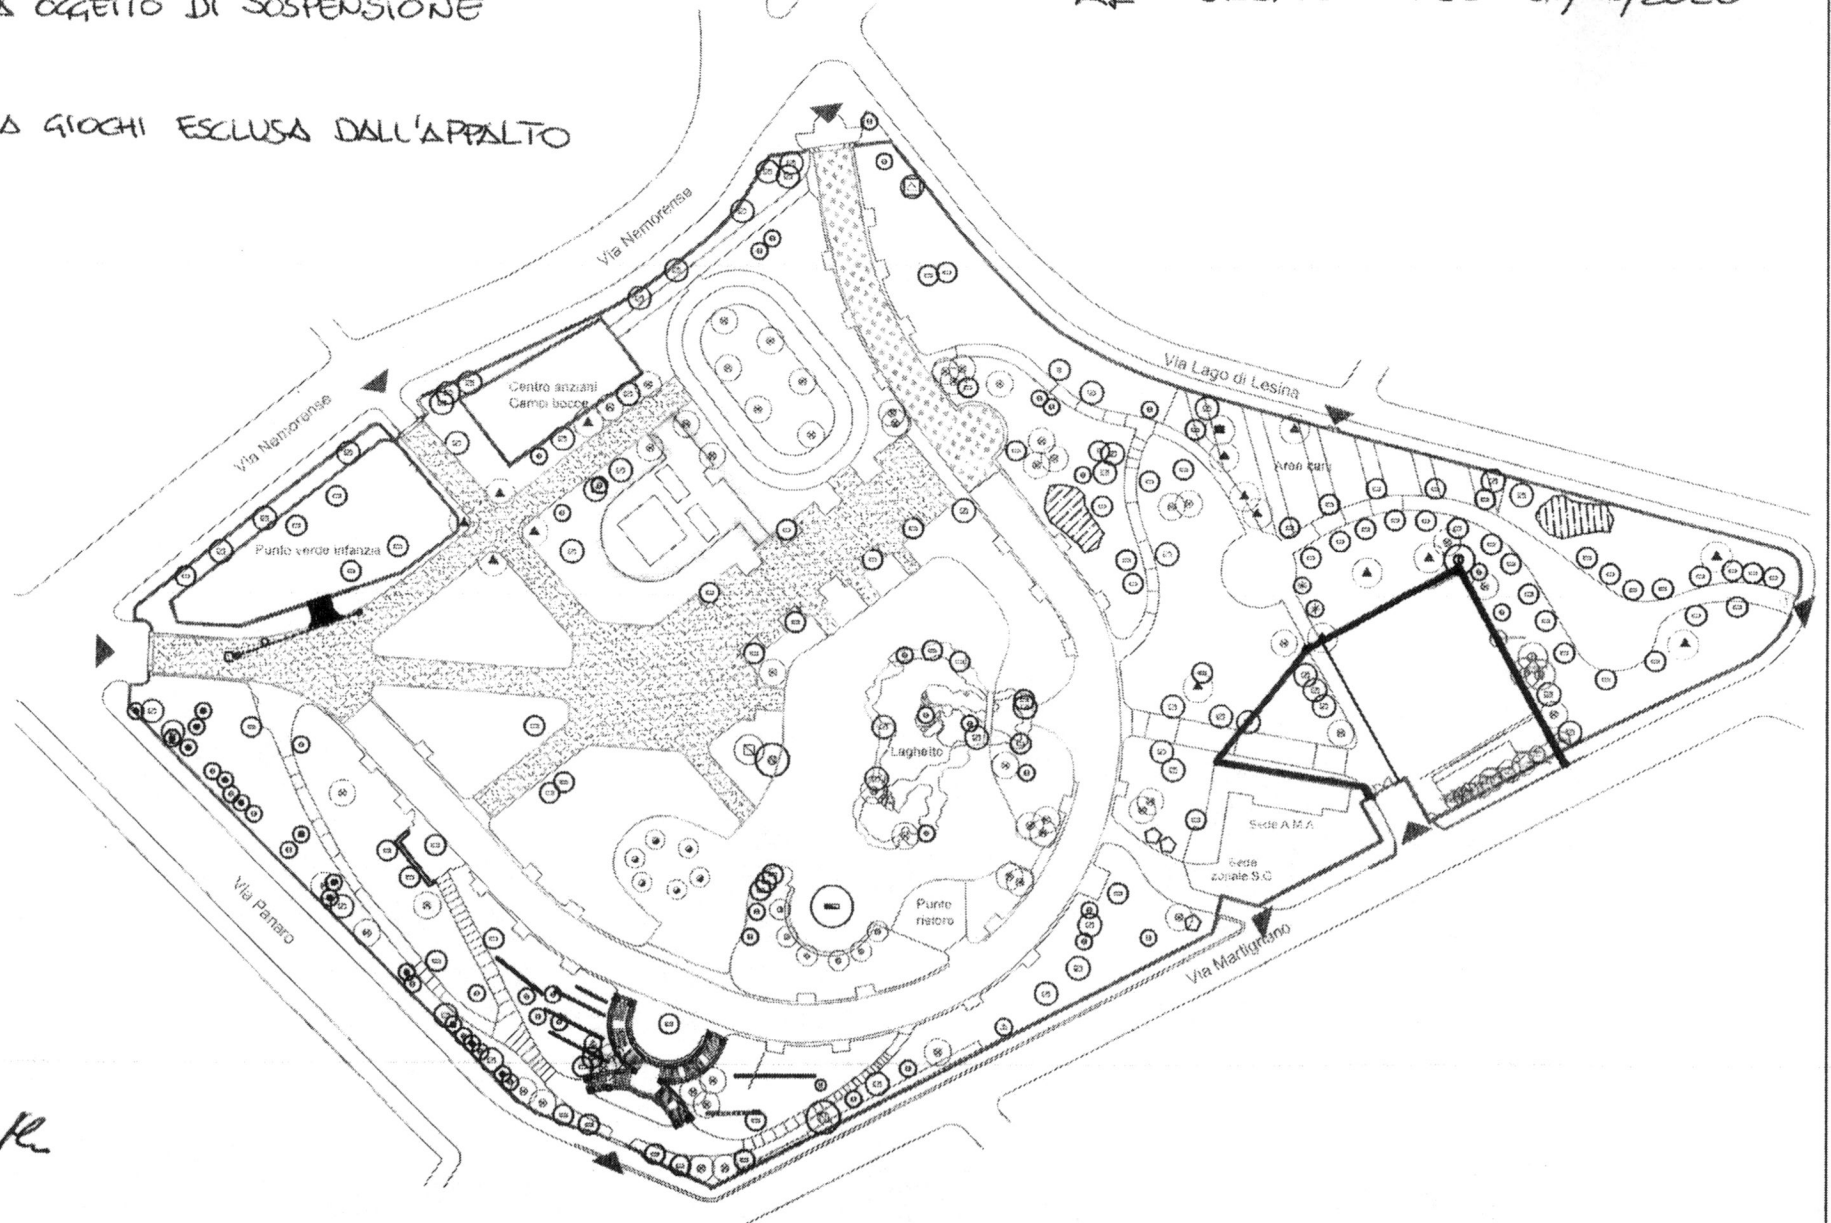 OGGETTO DI SOSPENSIONE
GIOCHI ESCLUSA DALL'APPALTO
Via Nemorense
Via Nemorense
Centro anziani
Campi bocce
Via Lago di Lesina
Area cani
Punto verde infanzia
Laghetto
Sede A.M.A
Sede
zonale S.G
Punto
ristoro
Via Panaro
Via Martignano